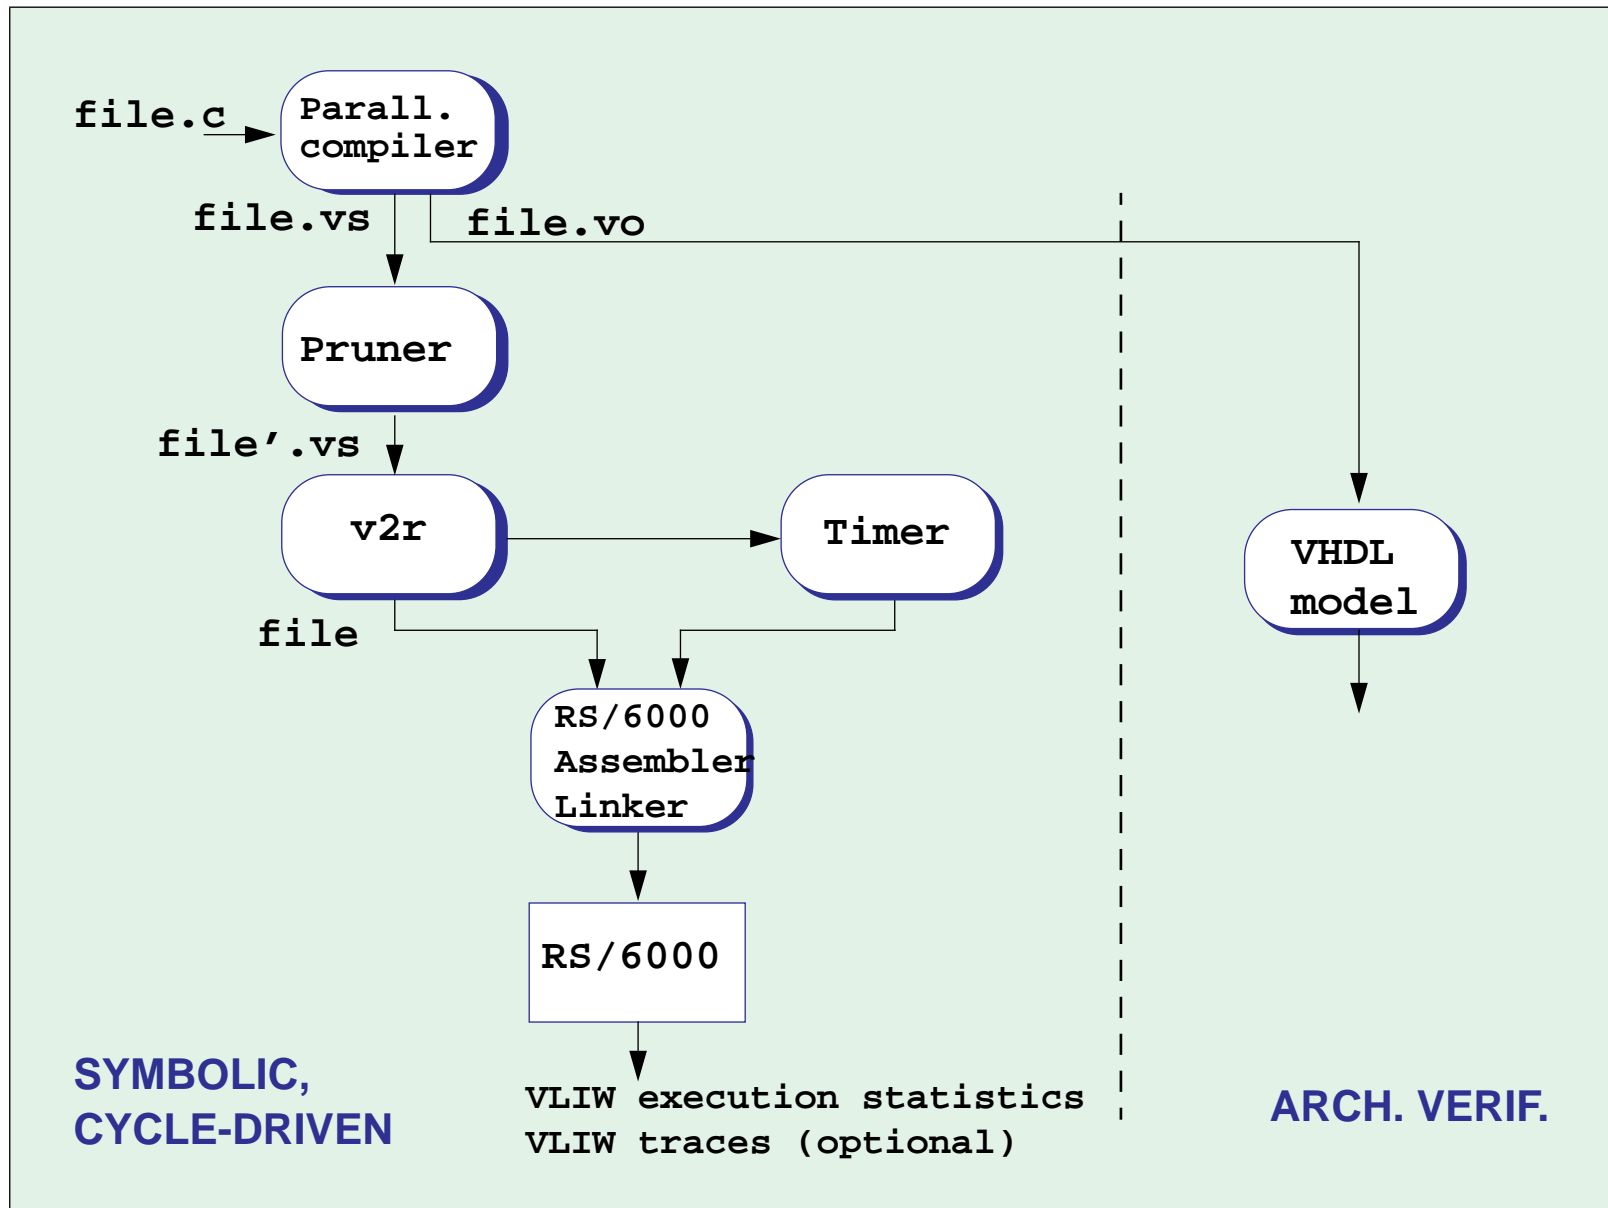 file.c
Parall.
compiler
file.vs
file.vo
Pruner
file’.vs
v2r
Timer
VHDL
model
file
RS/6000
Assembler
Linker
RS/6000
VLIW execution statistics
VLIW traces (optional)
SYMBOLIC,
CYCLE-DRIVEN
ARCH. VERIF.